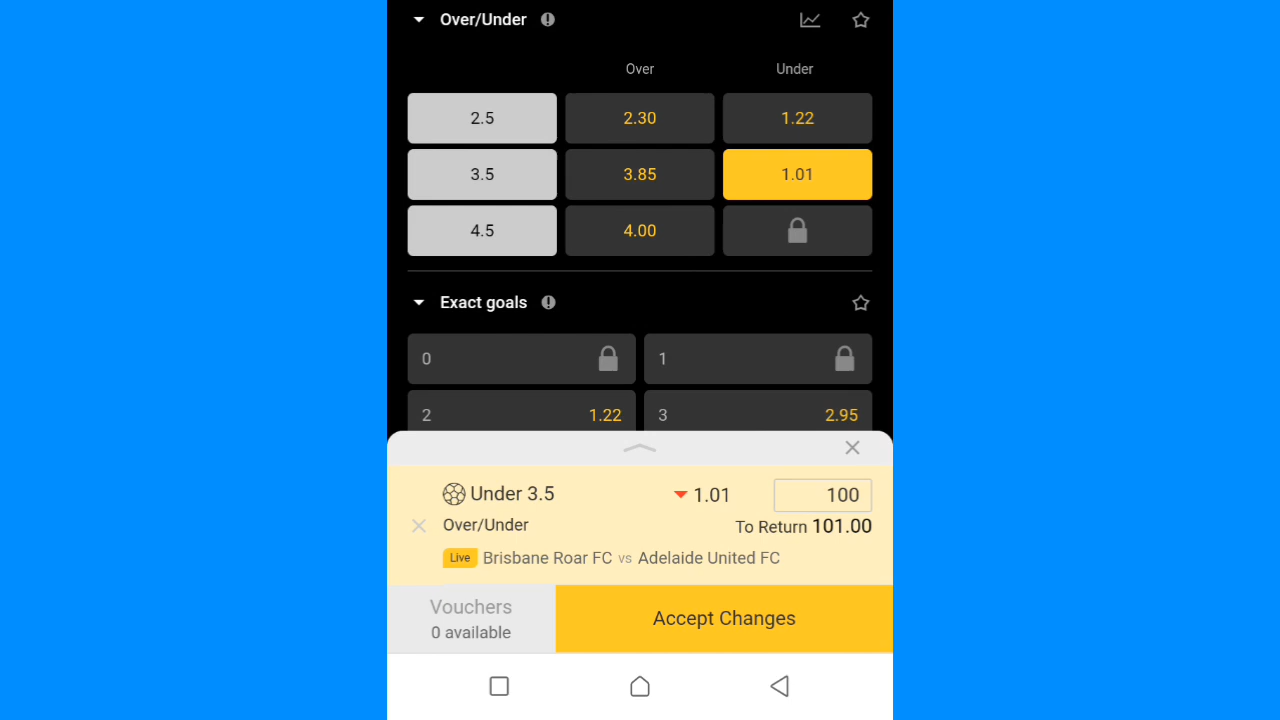 Over/Under
Over Under
2.5 2.30 1.22
3.5 3.85 1.01
4.5 4.00
Exact goals
0 1
2 1.22 3 2.95
Under 3.5 1.01 100
Over/Under To Return 101.00
Live Brisbane Roar FC vs Adelaide United FC
Vouchers
0 available
Accept Changes